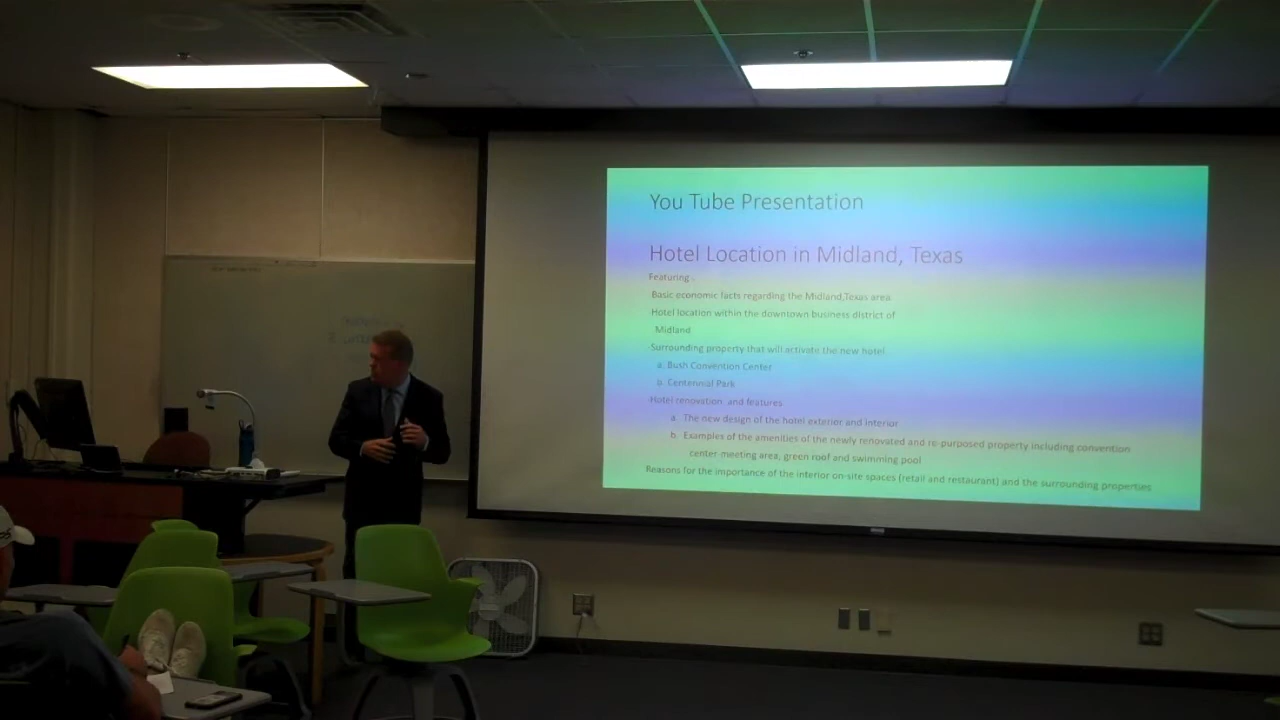 You Tube Presentation
Hotel Location in Midland, Texas
Featuring:
Basic economic facts regarding the Midland,Texas area
Hotel location within the downtown business district of
Midland
Surrounding property that will activate the new hotel
a. Bush Convention Center
b. Centennial Park
Hotel renovation and features
a. The new design of the hotel exterior and interior
b. Examples of the amenities of the newly renovated and re-purposed property including convention
center-meeting area, green roof and swimming pool
Reasons for the importance of the interior on-site spaces (retail and restaurant) and the surrounding properties